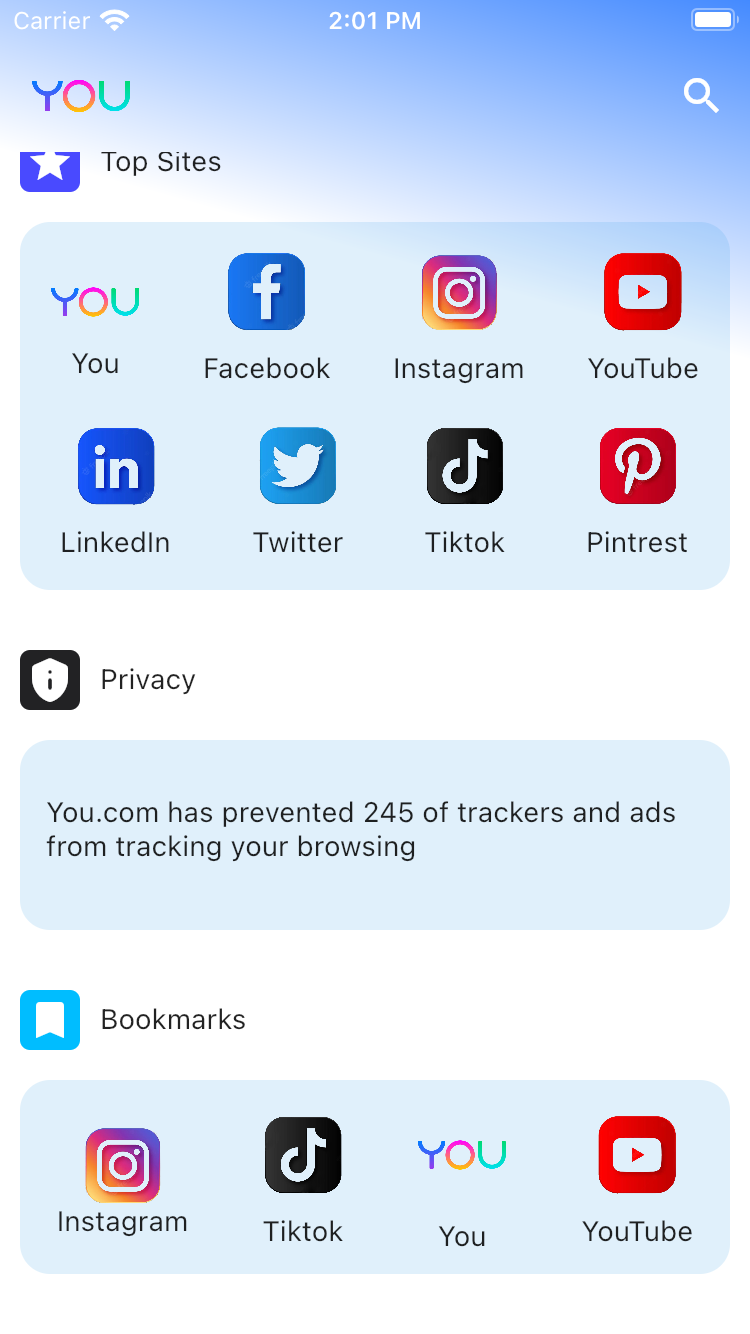 Carrier 2:01 PM
YOU
Top Sites
YOU
You Facebook Instagram YouTube
in
LinkedIn Twitter Tiktok Pintrest
Privacy
You.com has prevented 245 of trackers and ads
from tracking your browsing
Bookmarks
YOU
Instagram Tiktok You YouTube